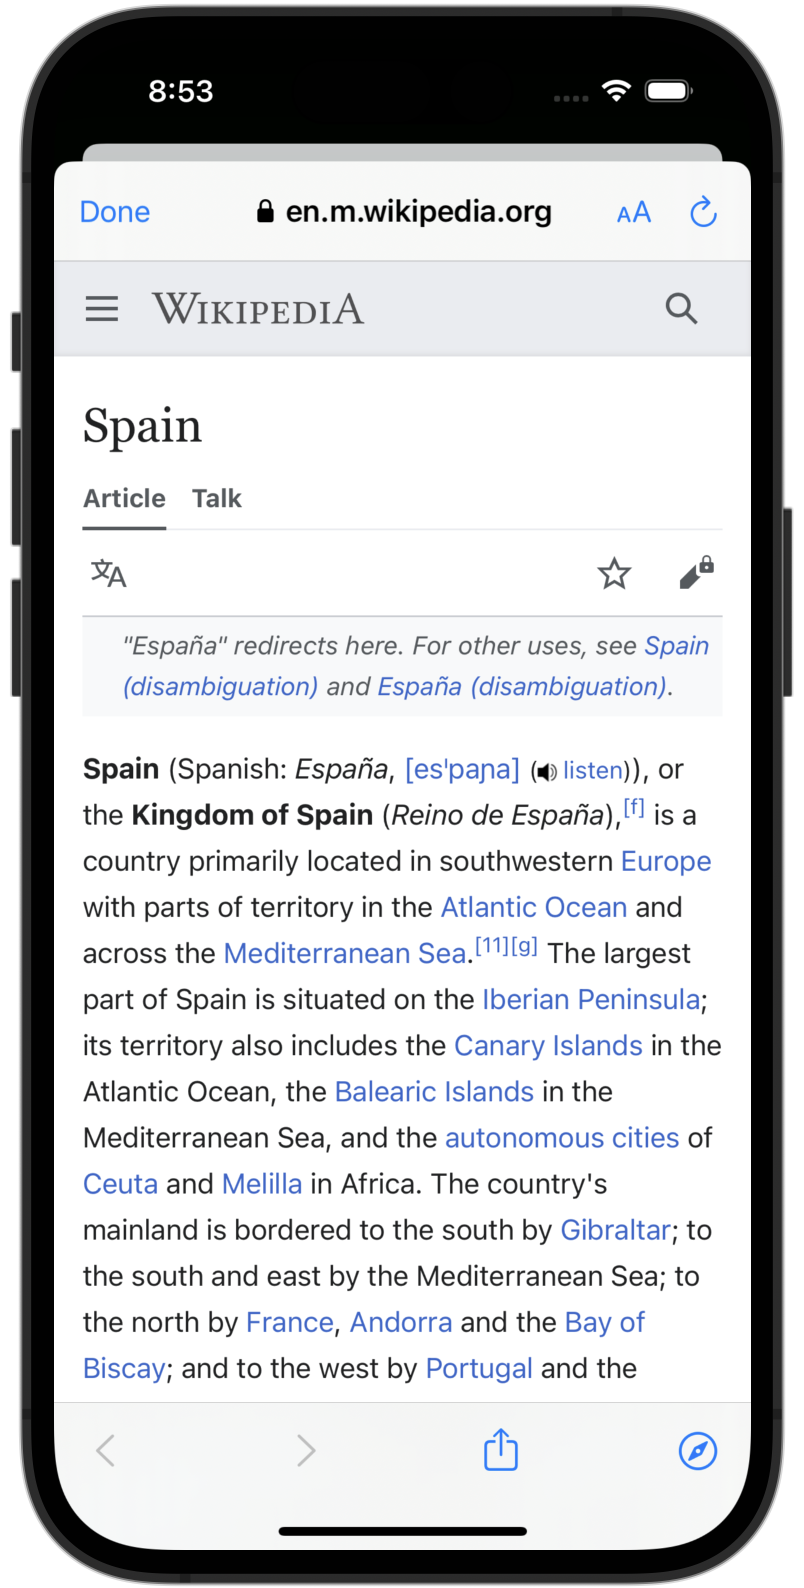 8:53
Done en.m.wikipedia.org AA
WIKIPEDIA
Spain
Article Talk
文A
"España" redirects here. For other uses, see Spain
(disambiguation) and España (disambiguation).
Spain (Spanish: España, [esˈpaɲa] (listen)), or
the Kingdom of Spain (Reino de España),[f] is a
country primarily located in southwestern Europe
with parts of territory in the Atlantic Ocean and
across the Mediterranean Sea.[11][g] The largest
part of Spain is situated on the Iberian Peninsula;
its territory also includes the Canary Islands in the
Atlantic Ocean, the Balearic Islands in the
Mediterranean Sea, and the autonomous cities of
Ceuta and Melilla in Africa. The country's
mainland is bordered to the south by Gibraltar; to
the south and east by the Mediterranean Sea; to
the north by France, Andorra and the Bay of
Biscay; and to the west by Portugal and the